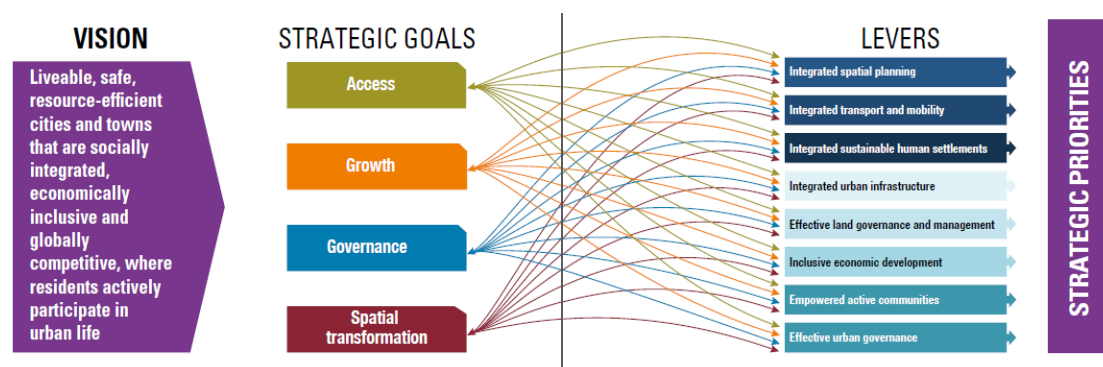 VISION
Liveable, safe,
resource-efficient
cities and towns
that are socially
integrated,
economically
inclusive and
globally
competitive, where
residents actively
participate in
urban life
STRATEGIC GOALS
Access
Growth
Governance
Spatial
transformation
LEVERS
Integrated spatial planning
Integrated transport and mobility
Integrated sustainable human settlements
Integrated urban infrastructure
Effective land governance and management
Inclusive economic development
Empowered active communities
Effective urban governance
STRATEGIC PRIORITIES